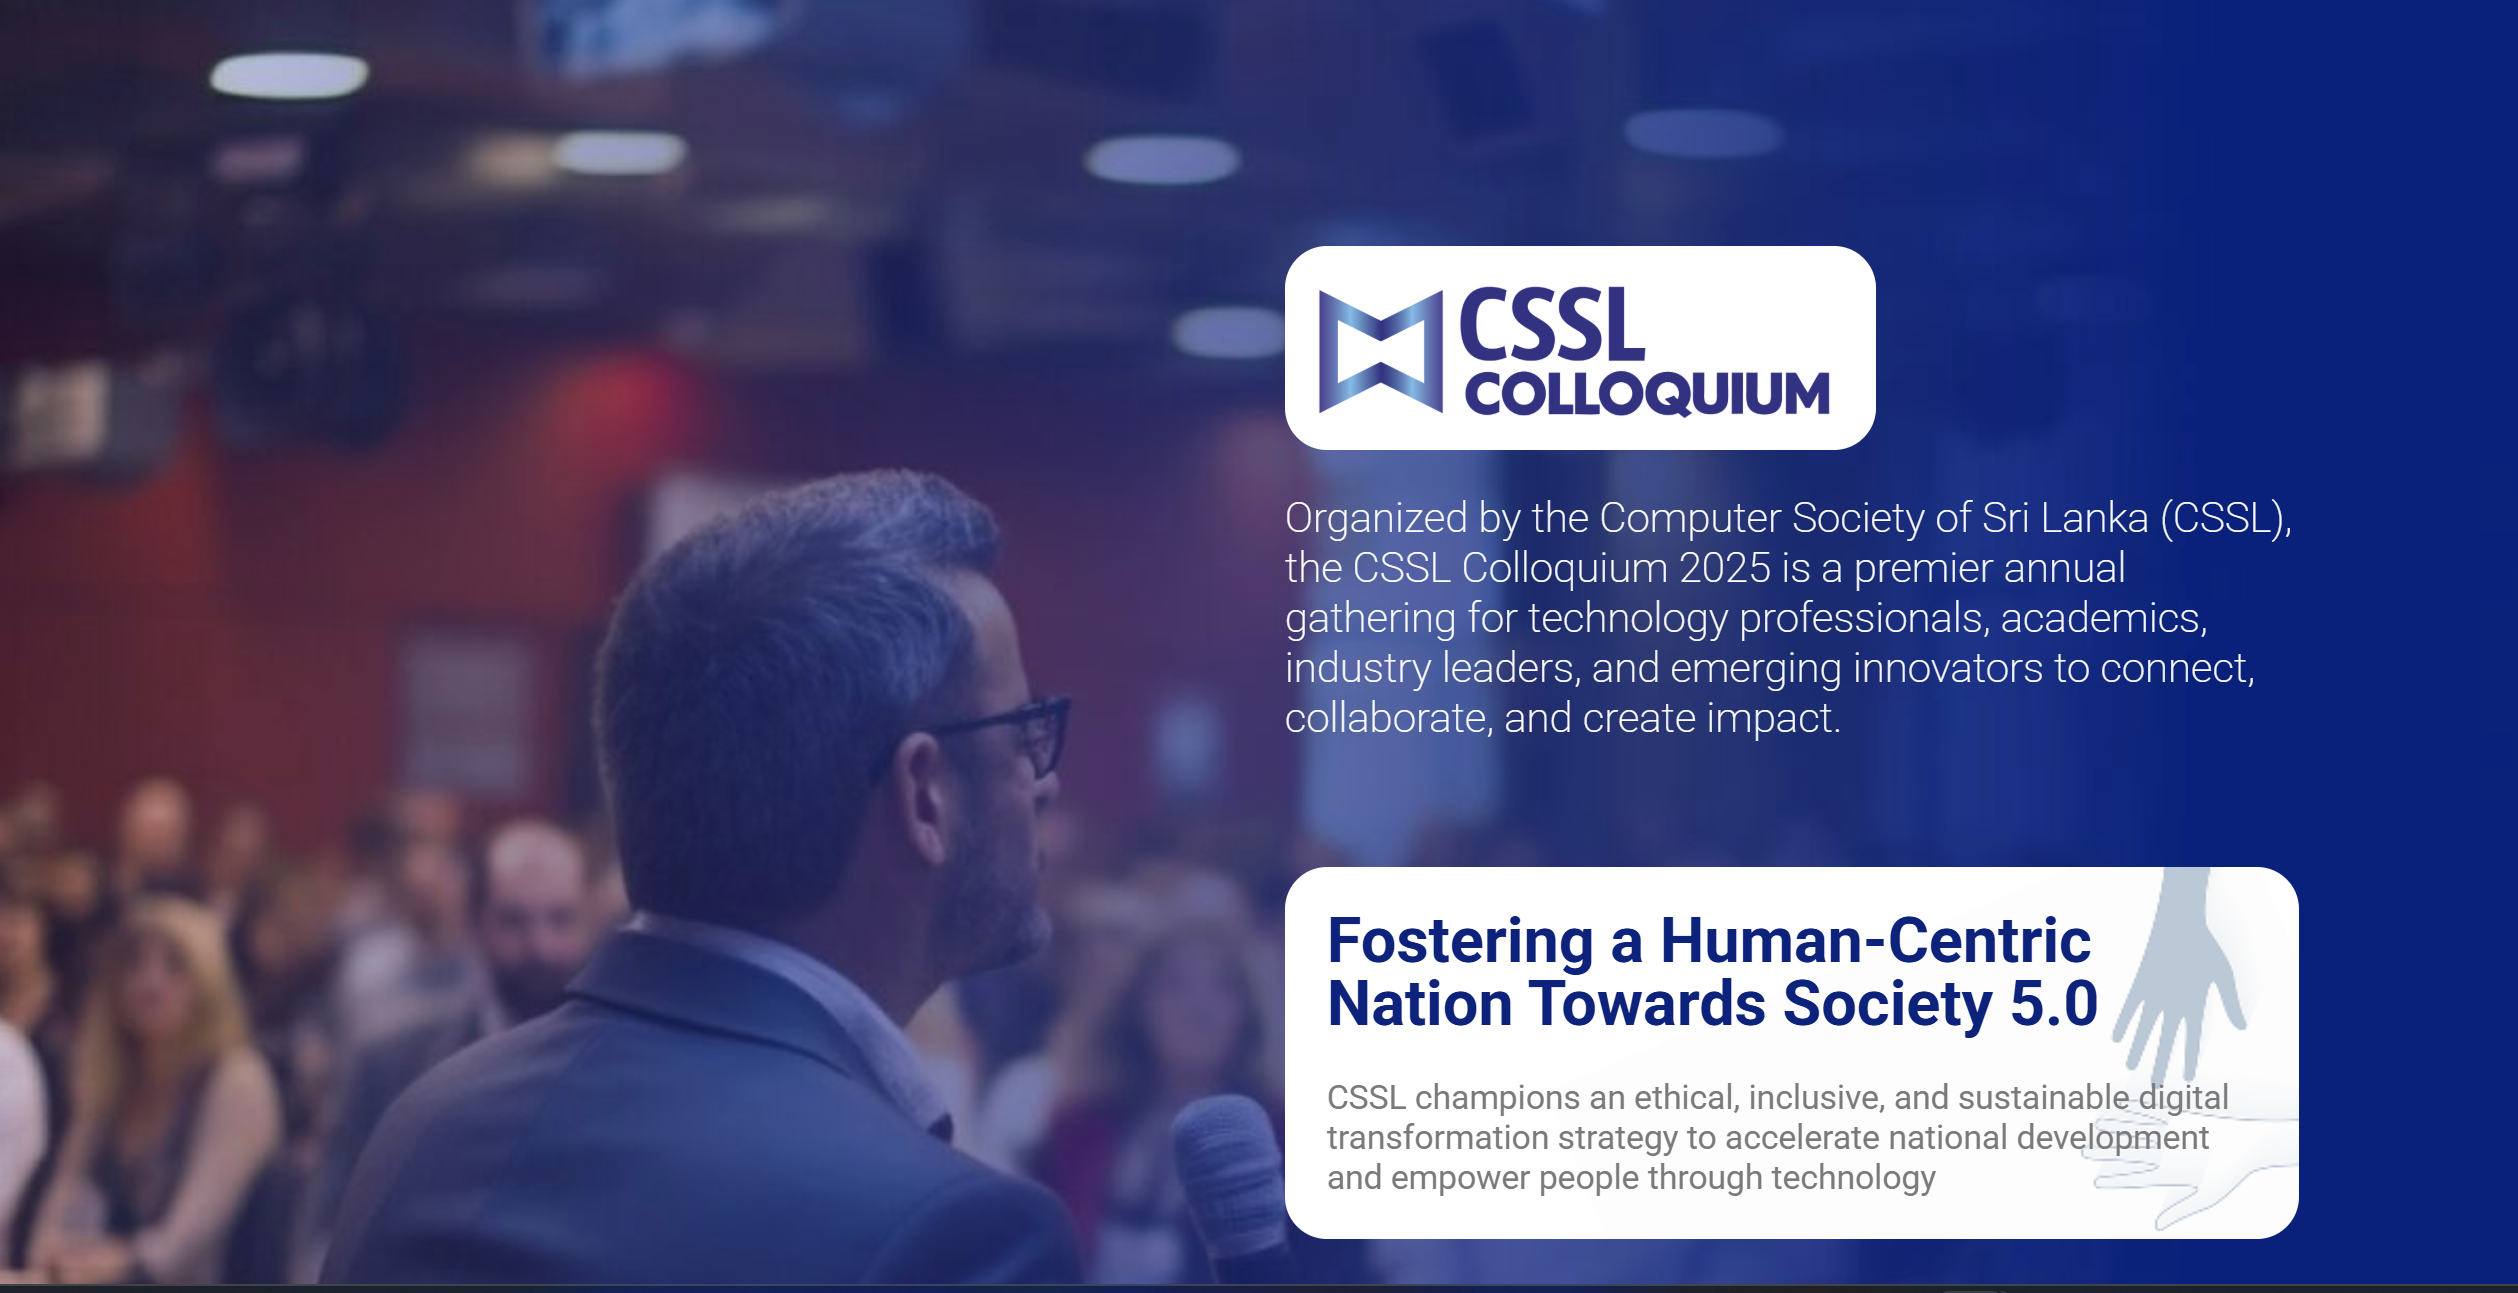 CSSL
COLLOQUIUM
Organized by the Computer Society of Sri Lanka (CSSL),
the CSSL Colloquium 2025 is a premier annual
gathering for technology professionals, academics,
industry leaders, and emerging innovators to connect,
collaborate, and create impact.
Fostering a Human-Centric
Nation Towards Society 5.0
CSSL champions an ethical, inclusive, and sustainable digital
transformation strategy to accelerate national development
and empower people through technology